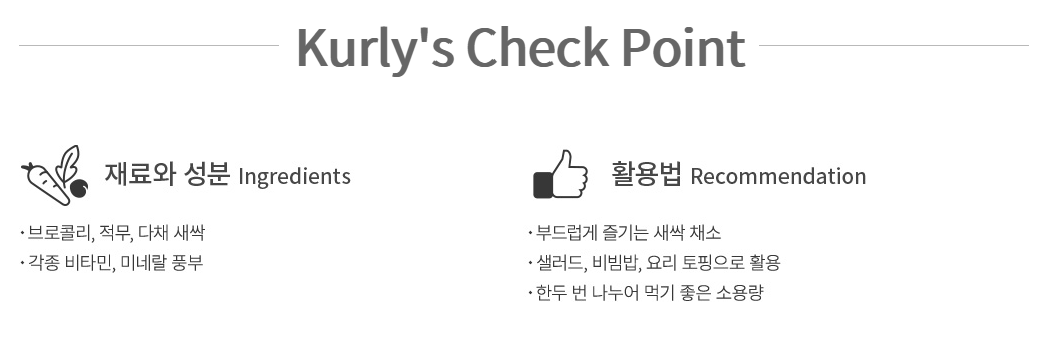 Kurly's Check Point
재료와 성분 Ingredients
· 브로콜리, 적무, 다채 새싹
· 각종 비타민, 미네랄 풍부
활용법 Recommendation
· 부드럽게 즐기는 새싹 채소
· 샐러드, 비빔밥, 요리 토핑으로 활용
· 한두 번 나누어 먹기 좋은 소용량